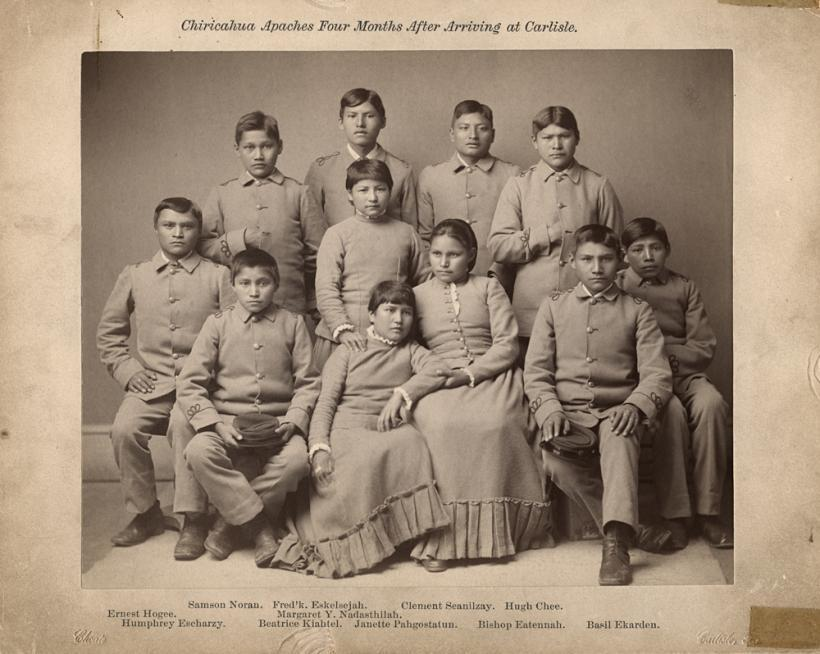 Chiricahua Apaches Four Months After Arriving at Carlisle.
Samson Noran. Fred'k. Eskelsejah. Clement Seanilzay. Hugh Chee.
Ernest Hogee. Margaret Y. Nadasthilah.
Humphrey Escharzy. Beatrice Kiahtel. Janette Pahgostatun. Bishop Eatennah. Basil Ekarden.
Choate